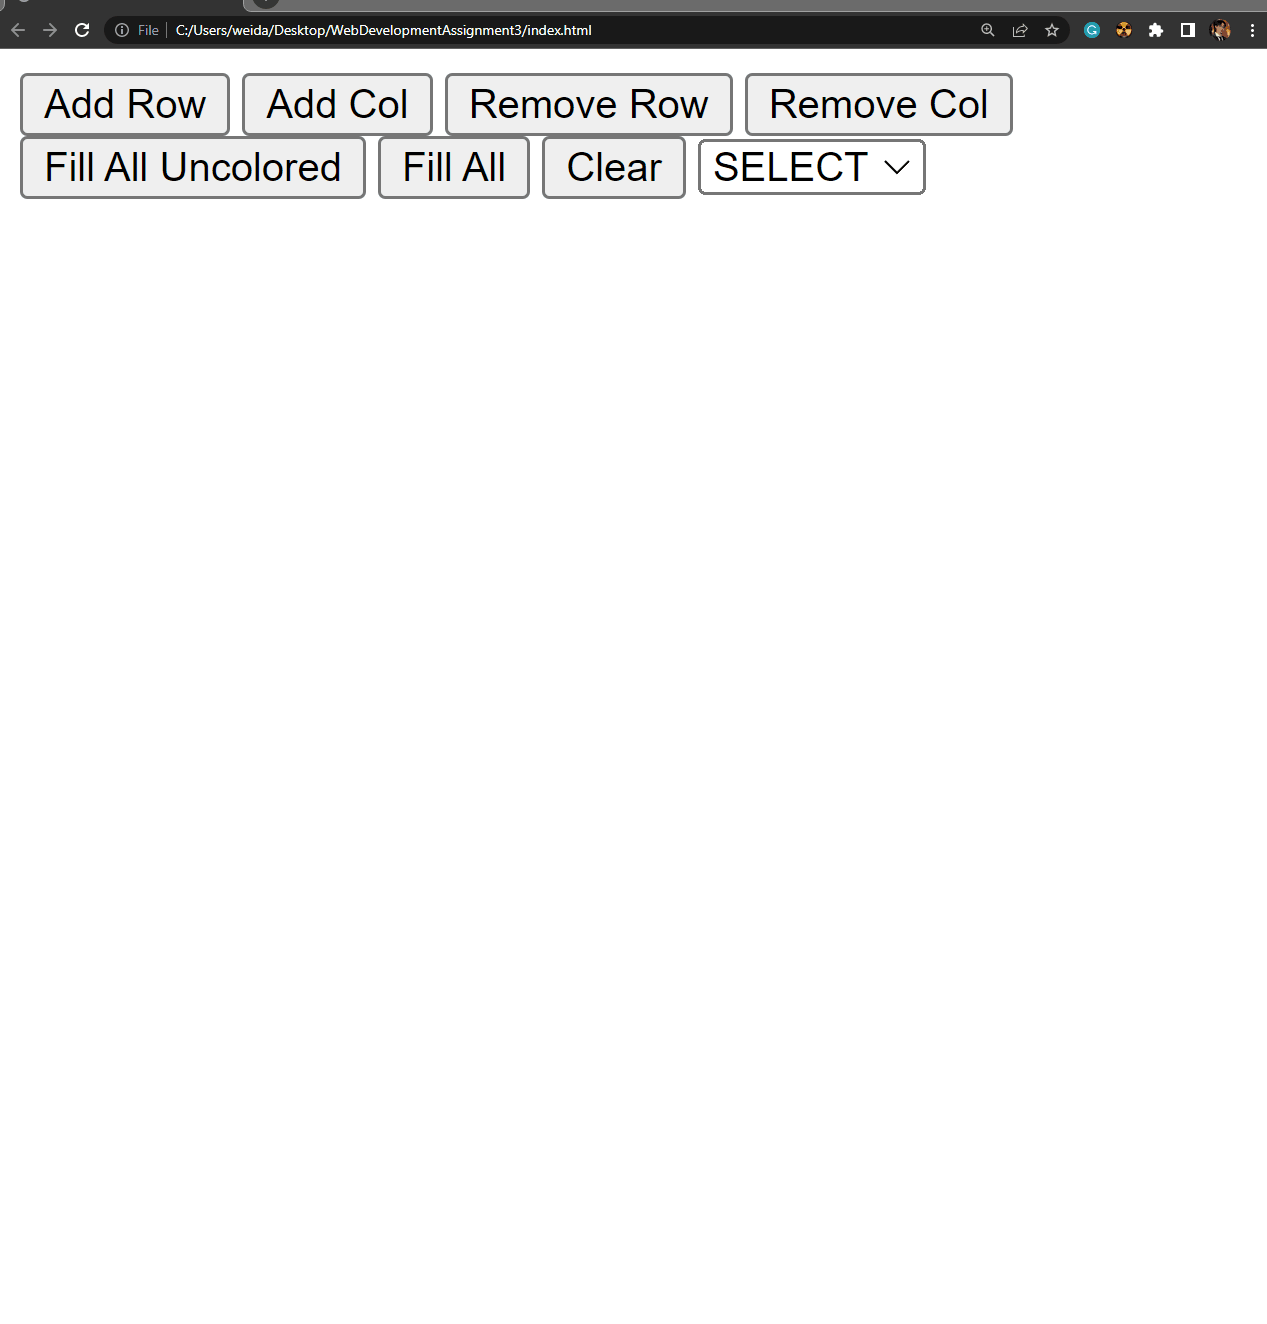 File C:/Users/weida/Desktop/WebDevelopmentAssignment3/index.html
Add Row Add Col Remove Row Remove Col
Fill All Uncolored Fill All Clear SELECT